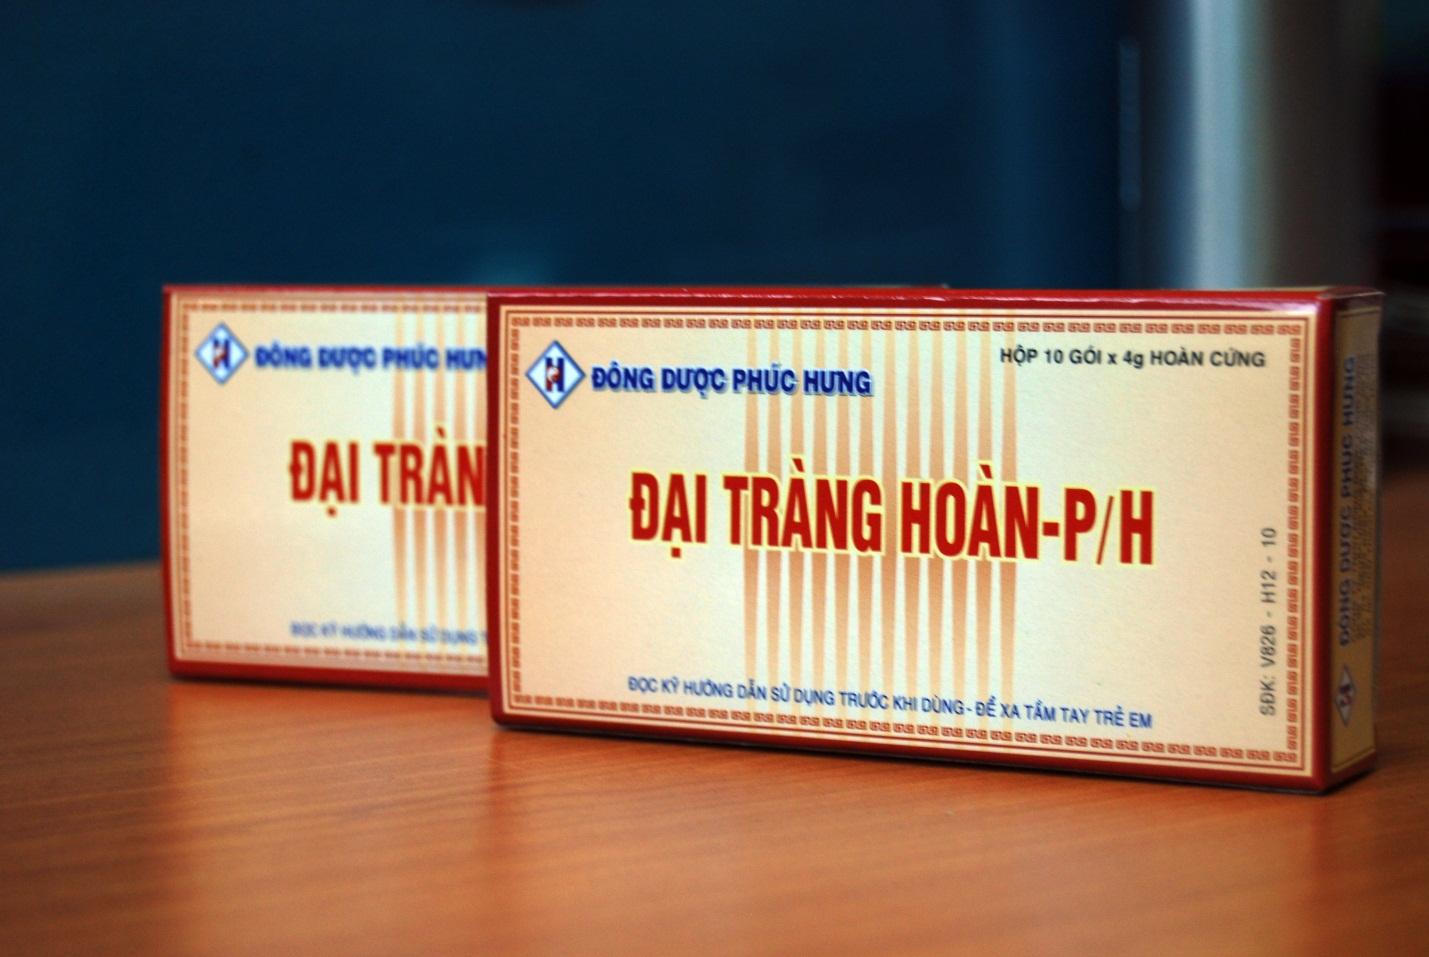 ĐÔNG DƯỢC PHÚC HƯNG
HỘP 10 GÓI x 4g HOÀN CỨNG
ĐẠI TRÀNG HOÀN-P/H
ĐỌC KỸ HƯỚNG DẪN SỬ DỤNG TRƯỚC KHI DÙNG - ĐỂ XA TẦM TAY TRẺ EM
SĐK: V826 - H12 - 10
ĐÔNG DƯỢC PHÚC HƯNG
ĐÔNG DƯỢC PHÚC HƯN
ĐẠI TRÀN
ĐỌC KỸ HƯỚNG DẪN SỬ DỤNG T